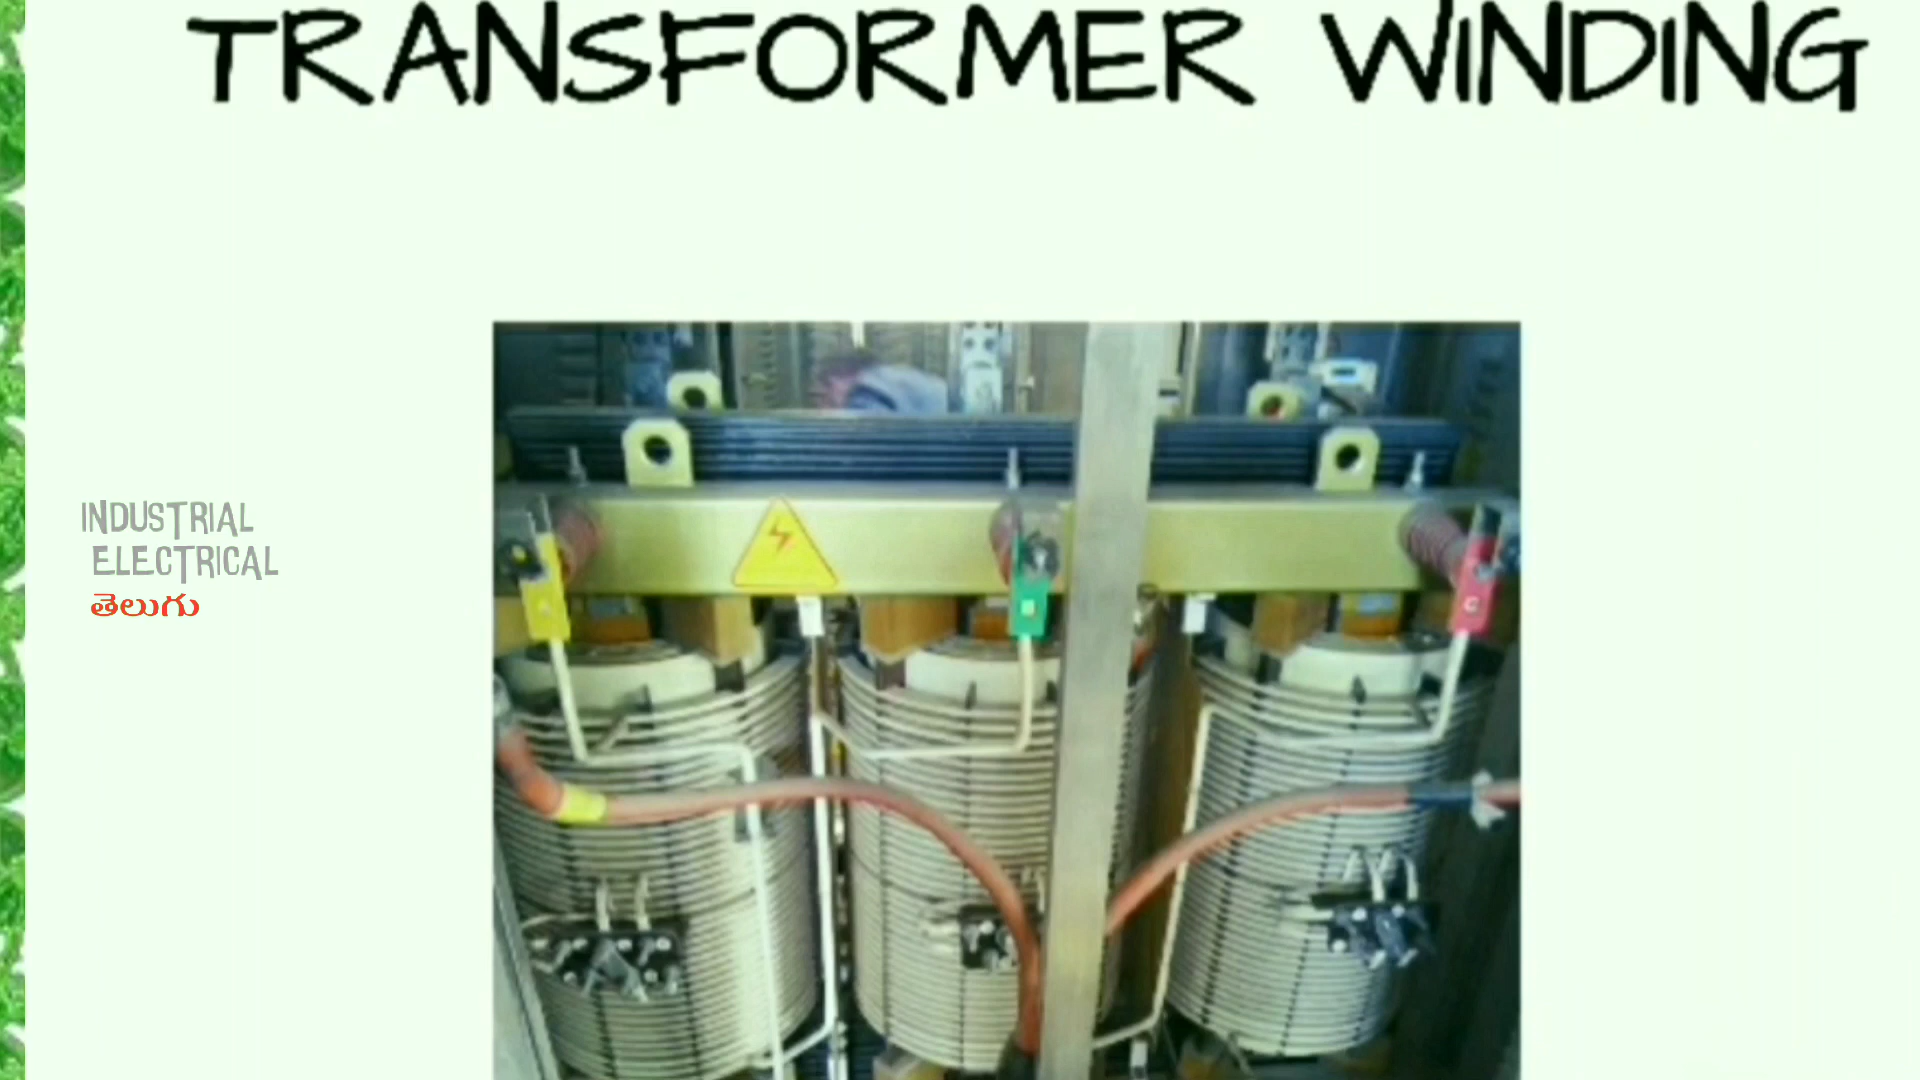 TRANSFORMER WINDING
INDUSTRIAL
ELECTRICAL
తెలుగు
C